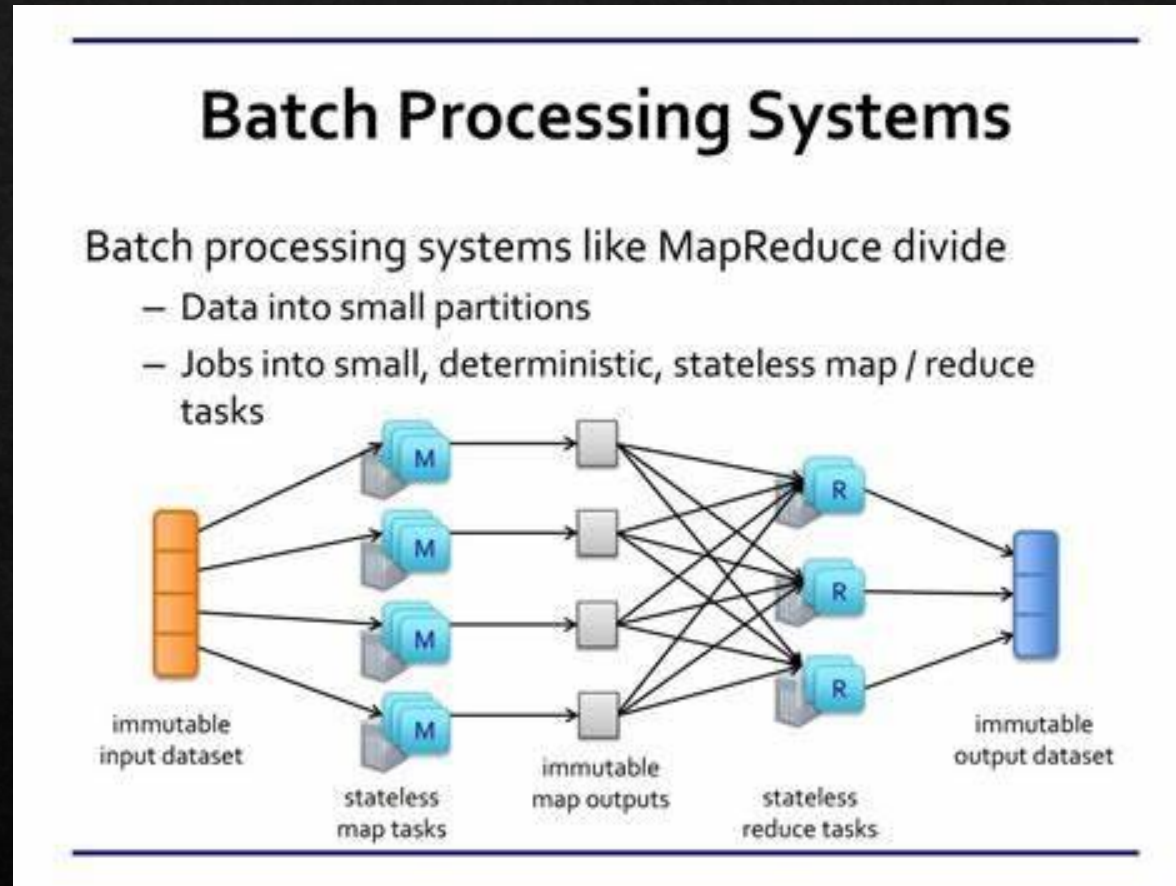 Batch Processing Systems
Batch processing systems like MapReduce divide
– Data into small partitions
– Jobs into small, deterministic, stateless map / reduce
tasks
M
M
M
M
R
R
R
immutable
input dataset
stateless
map tasks
immutable
map outputs
stateless
reduce tasks
immutable
output dataset